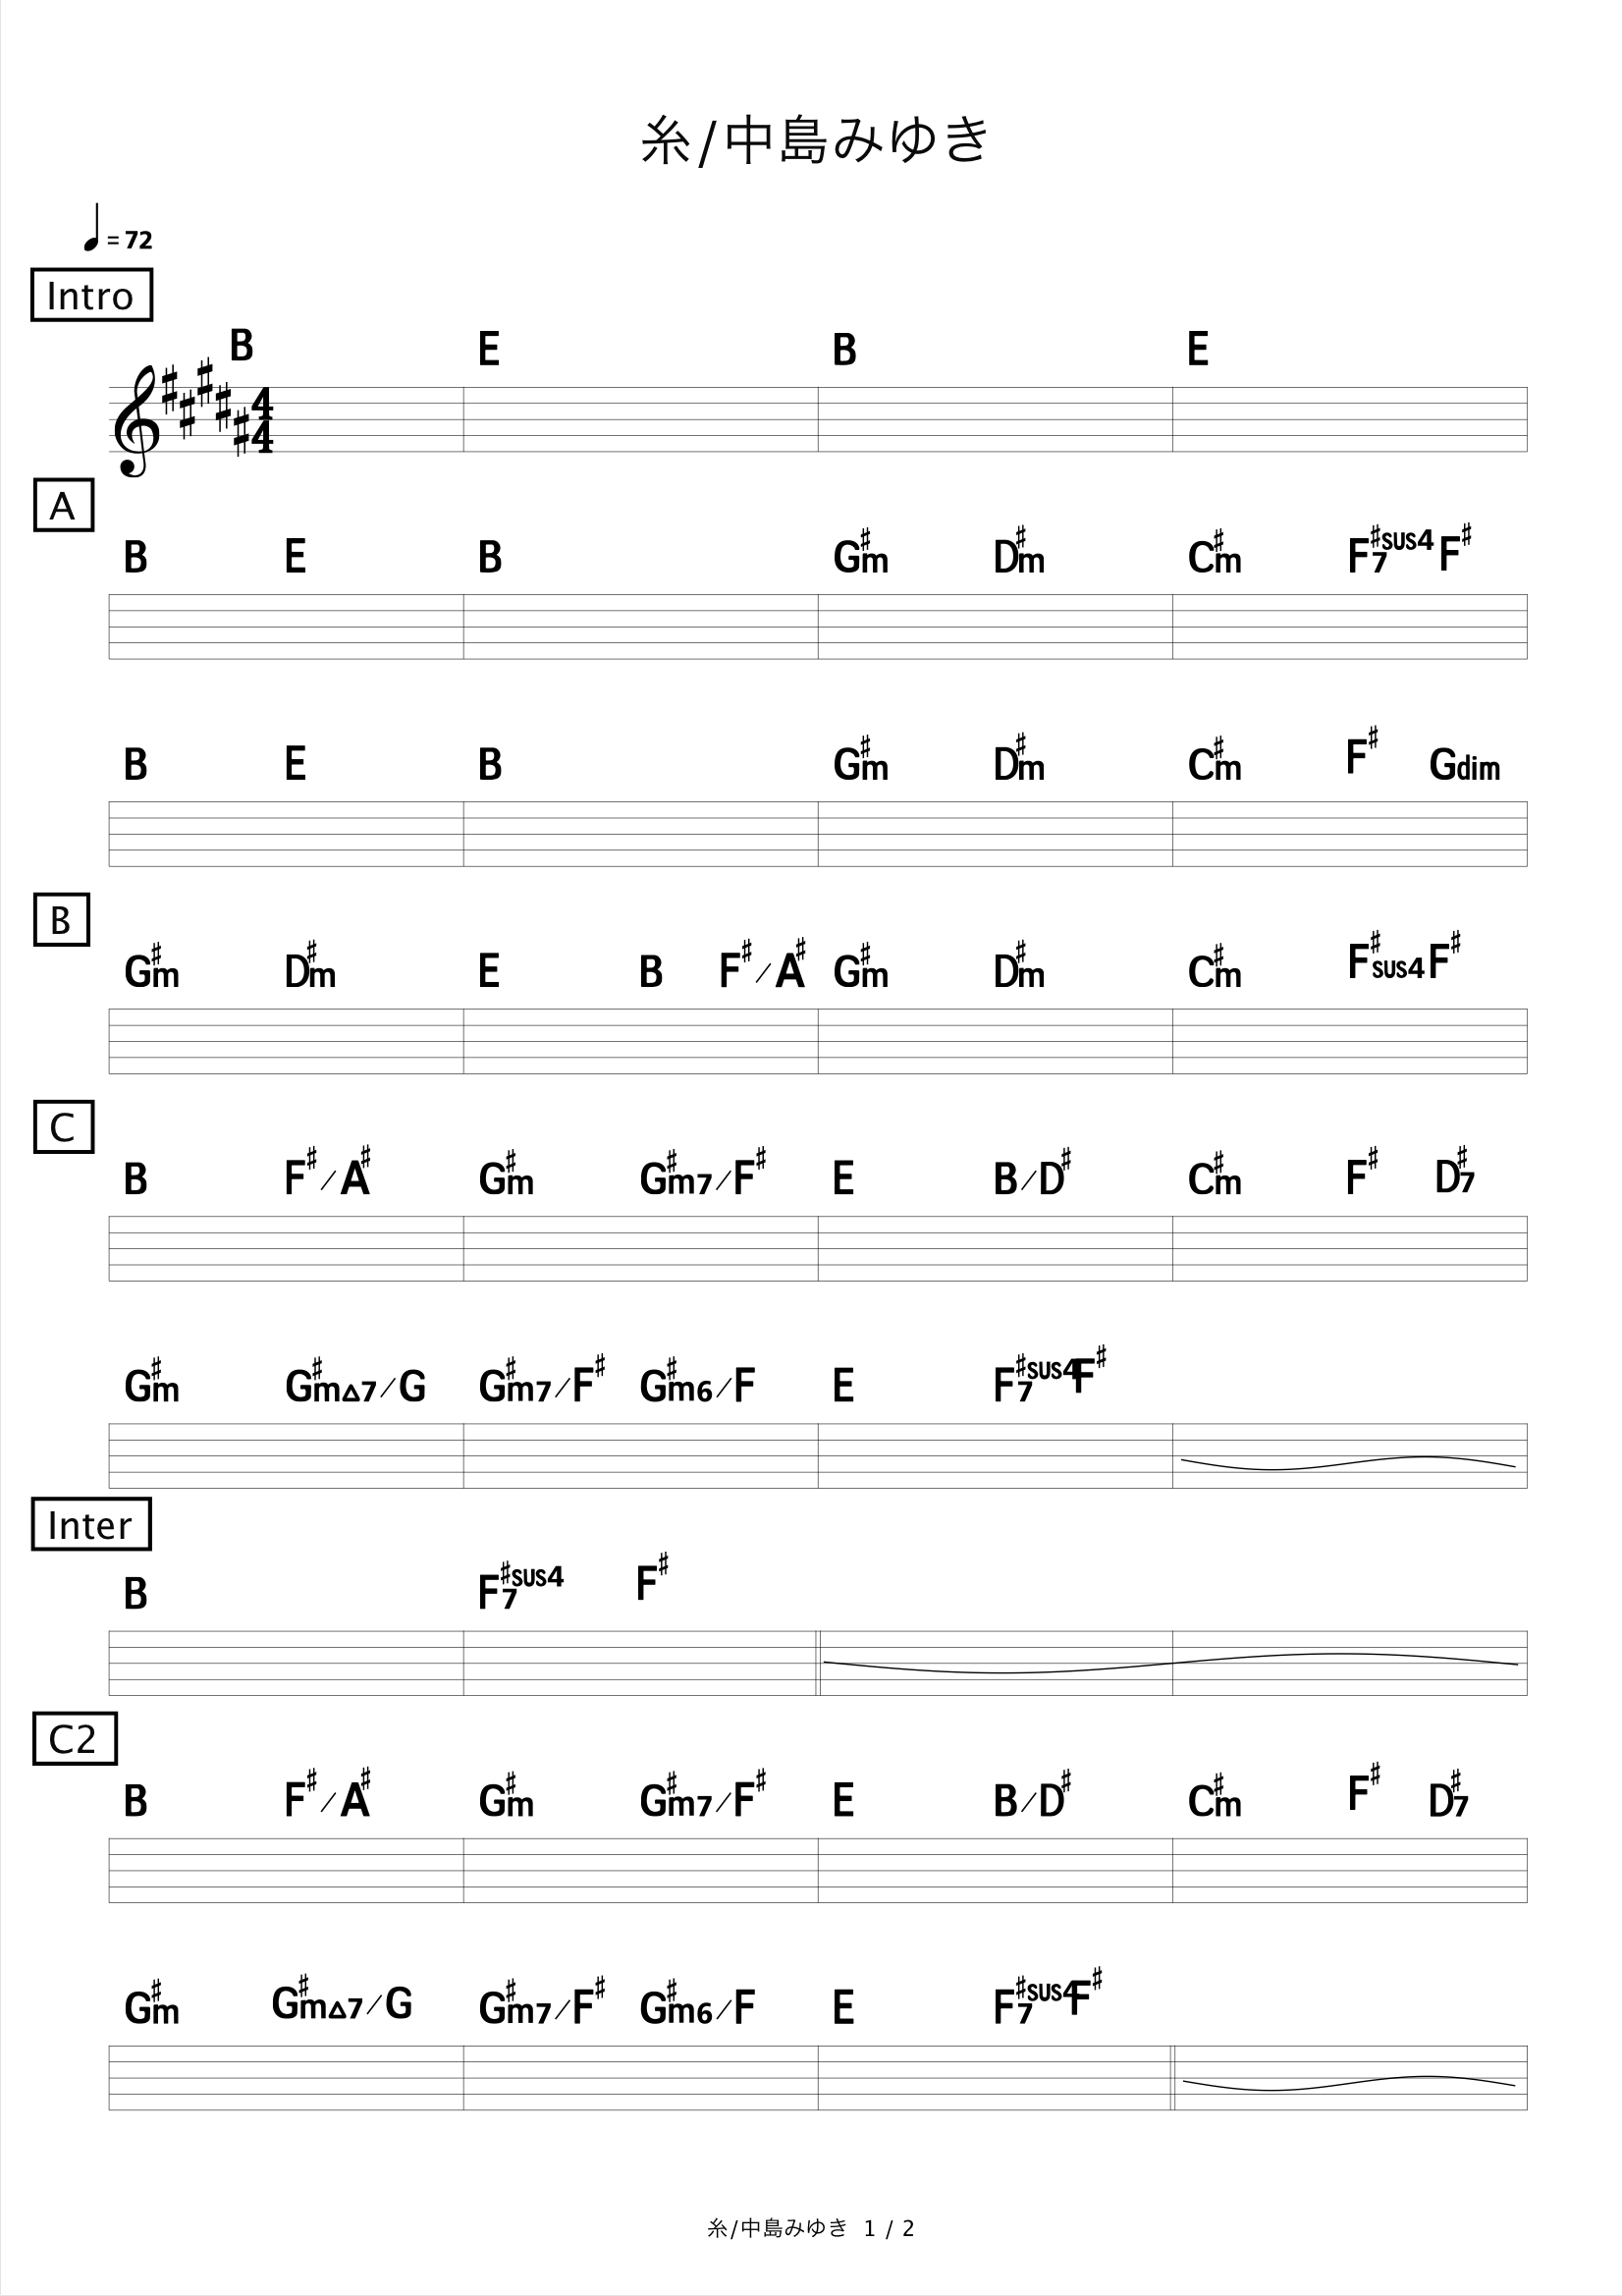 糸/中島みゆき
♩= 72
Intro
B E B E
4
4
A
B E B G♯m D♯m C♯m F♯7sus4 F♯
B E B G♯m D♯m C♯m F♯ Gdim
B
G♯m D♯m E B F♯/A♯ G♯m D♯m C♯m F♯sus4 F♯
C
B F♯/A♯ G♯m G♯m7/F♯ E B/D♯ C♯m F♯ D♯7
G♯m G♯m△7/G G♯m7/F♯ G♯m6/F E F♯7sus4 F♯
Inter
B F♯7sus4 F♯
C2
B F♯/A♯ G♯m G♯m7/F♯ E B/D♯ C♯m F♯ D♯7
G♯m G♯m△7/G G♯m7/F♯ G♯m6/F E F♯7sus4 F♯
糸/中島みゆき 1 / 2